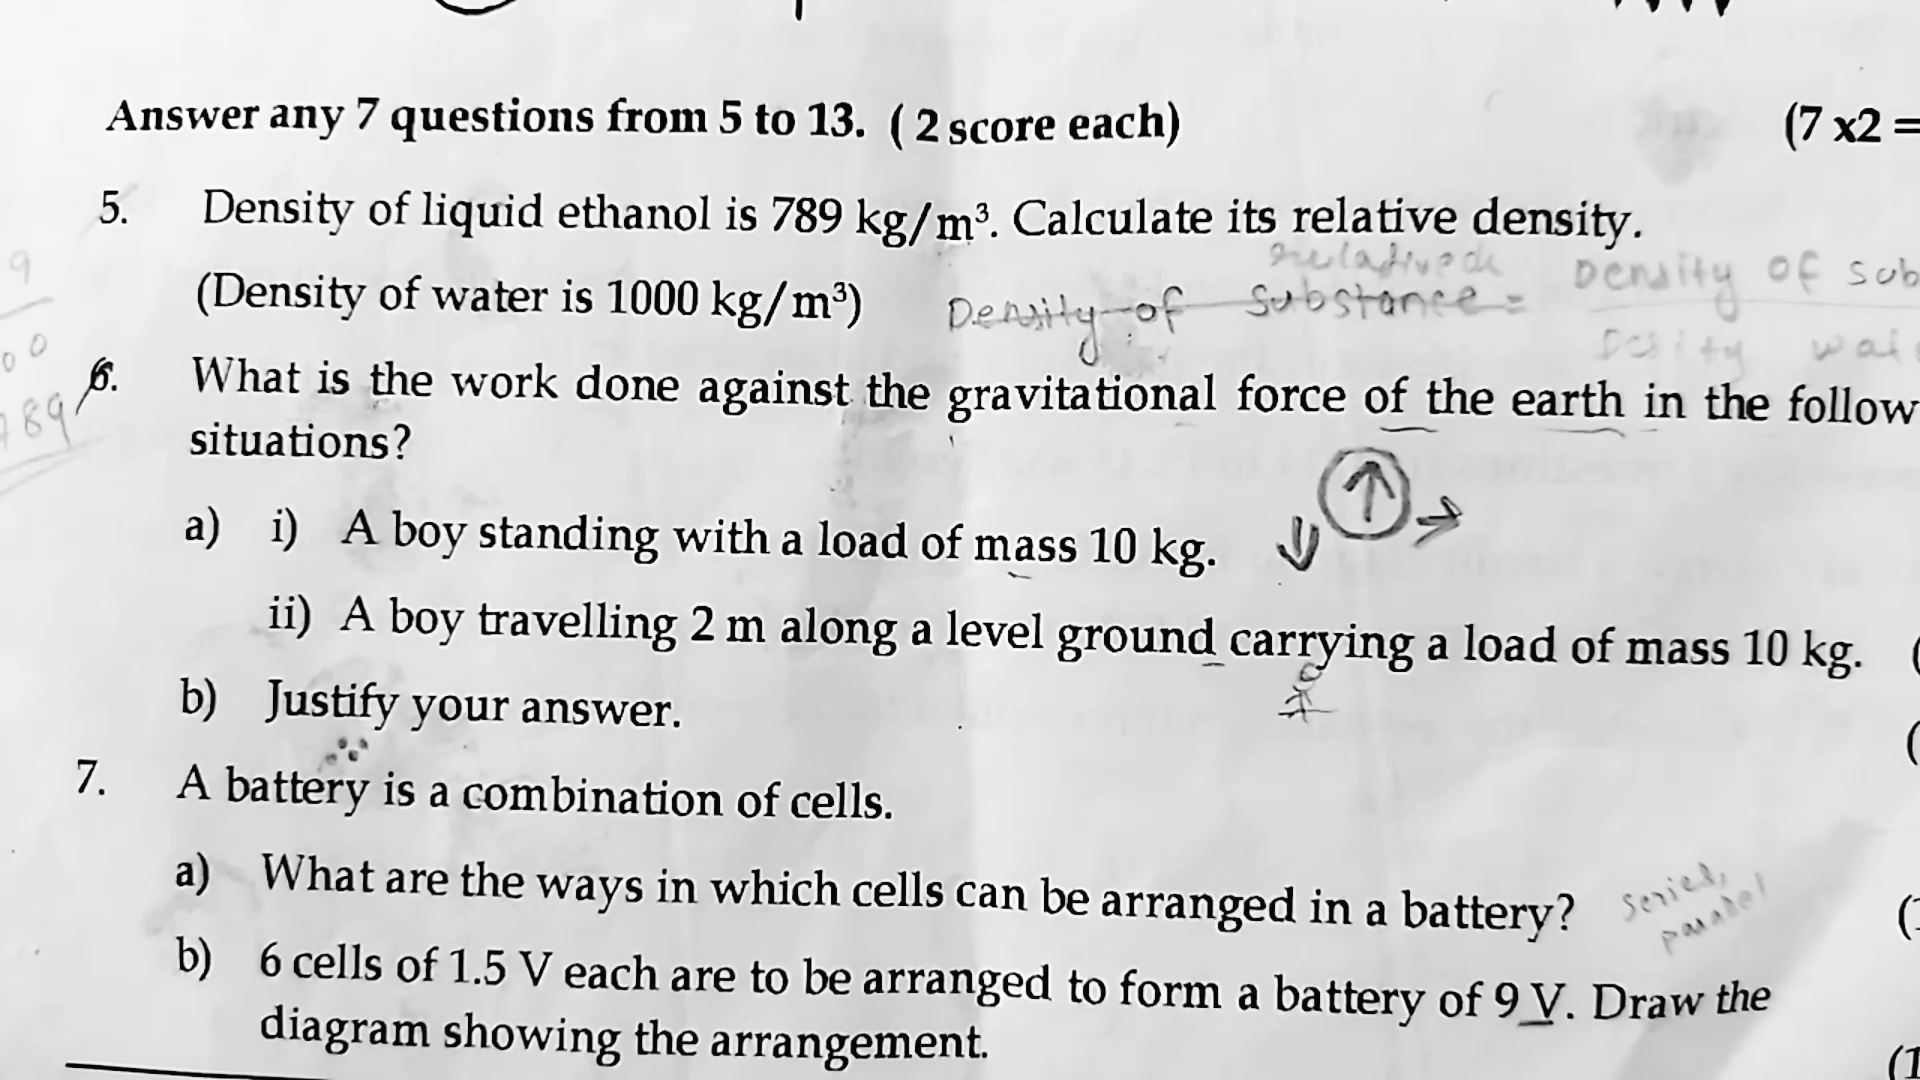 Answer any 7 questions from 5 to 13. ( 2 score each) (7 x2 =
5. Density of liquid ethanol is 789 kg/m³. Calculate its relative density.
(Density of water is 1000 kg/m³) Density of substance = Density of sub
wat
6. What is the work done against the gravitational force of the earth in the follow
situations?
a) i) A boy standing with a load of mass 10 kg.
ii) A boy travelling 2 m along a level ground carrying a load of mass 10 kg. (
b) Justify your answer. (
7. A battery is a combination of cells.
a) What are the ways in which cells can be arranged in a battery? series,
b) 6 cells of 1.5 V each are to be arranged to form a battery of 9 V. Draw the
diagram showing the arrangement. (1